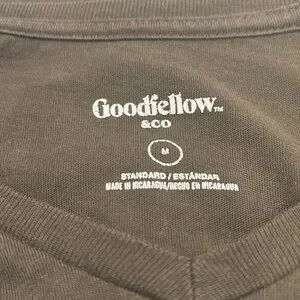 Goodfellow™
&CO
M
STANDARD / ESTÁNDAR
MADE IN NICARAGUA/HECHO EN NICARAGUA